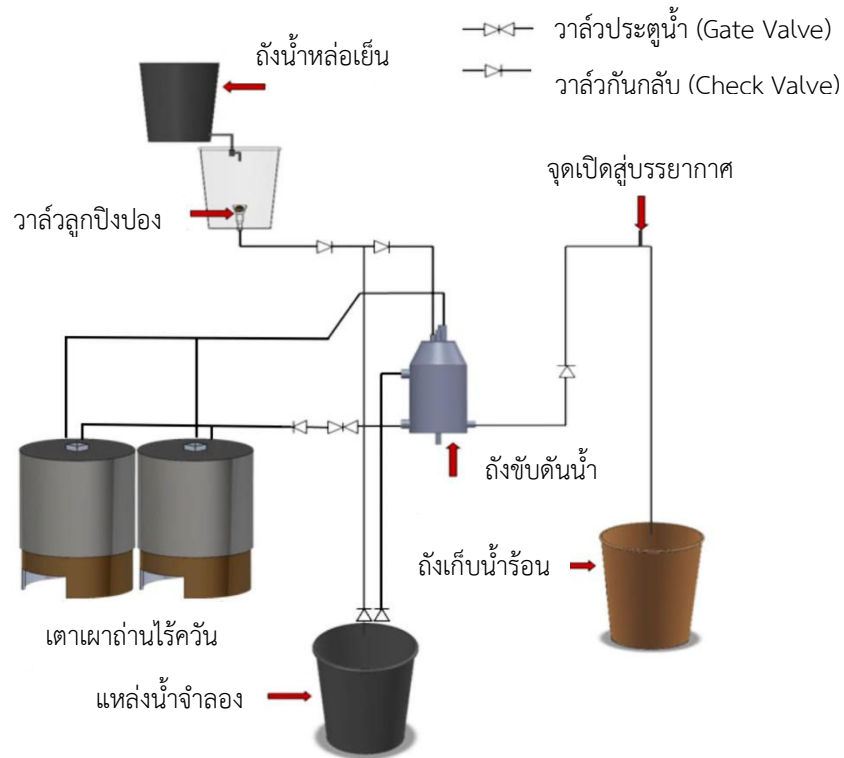 วาล์วประตูน้ำ (Gate Valve)
ถังน้ำหล่อเย็น
วาล์วกันกลับ (Check Valve)
จุดเปิดสู่บรรยากาศ
วาล์วลูกปิงปอง
ถังขับดันน้ำ
ถังเก็บน้ำร้อน
เตาเผาถ่านไร้ควัน
แหล่งน้ำจำลอง